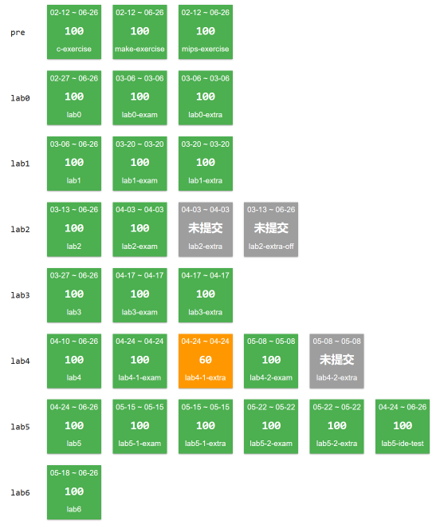 02-12 ~ 06-26 02-12 ~ 06-26 02-12 ~ 06-26
pre 100 100 100
c-exercise make-exercise mips-exercise
02-27 ~ 06-26 03-06 ~ 03-06 03-06 ~ 03-06
lab0 100 100 100
lab0 lab0-exam lab0-extra
03-06 ~ 06-26 03-20 ~ 03-20 03-20 ~ 03-20
lab1 100 100 100
lab1 lab1-exam lab1-extra
03-13 ~ 06-26 04-03 ~ 04-03 04-03 ~ 04-03 03-13 ~ 06-26
lab2 100 100 未提交 未提交
lab2 lab2-exam lab2-extra lab2-extra-off
03-27 ~ 06-26 04-17 ~ 04-17 04-17 ~ 04-17
lab3 100 100 100
lab3 lab3-exam lab3-extra
04-10 ~ 06-26 04-24 ~ 04-24 04-24 ~ 04-24 05-08 ~ 05-08 05-08 ~ 05-08
lab4 100 100 60 100 未提交
lab4 lab4-1-exam lab4-1-extra lab4-2-exam lab4-2-extra
04-24 ~ 06-26 05-15 ~ 05-15 05-15 ~ 05-15 05-22 ~ 05-22 05-22 ~ 05-22 04-24 ~ 06-26
lab5 100 100 100 100 100 100
lab5 lab5-1-exam lab5-1-extra lab5-2-exam lab5-2-extra lab5-ide-test
05-18 ~ 06-26
lab6 100
lab6